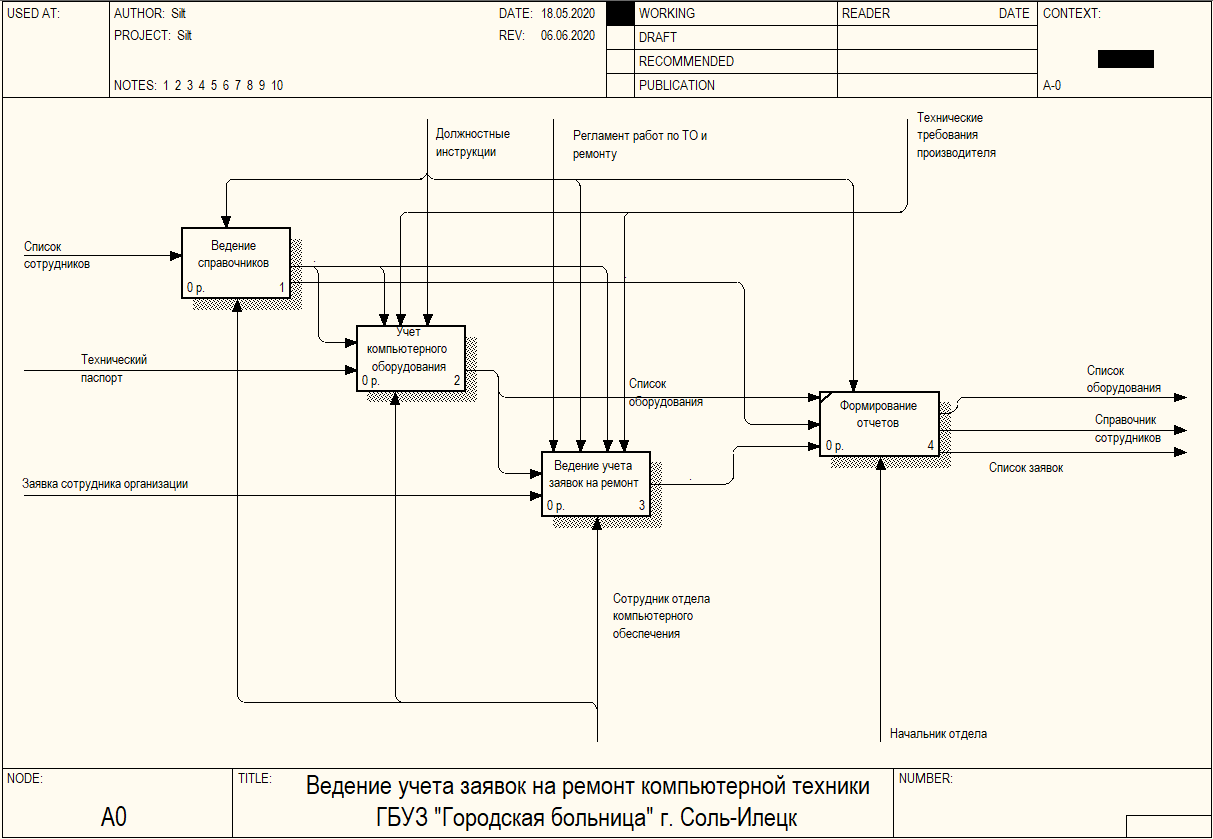 USED AT:
AUTHOR: Silt
DATE: 18.05.2020
WORKING
READER
DATE
CONTEXT:
PROJECT: Silt
REV: 06.06.2020
DRAFT
RECOMMENDED
NOTES: 1 2 3 4 5 6 7 8 9 10
PUBLICATION
A-0
Должностные
инструкции
Регламент работ по ТО и
ремонту
Технические
требования
производителя
Список
сотрудников
Ведение
справочников
0 р.
1
Технический
паспорт
Учет
компьютерного
оборудования
0 р.
2
Список
оборудования
Формирование
отчетов
0 р.
4
Список
оборудования
Справочник
сотрудников
Список заявок
Заявка сотрудника организации
Ведение учета
заявок на ремонт
0 р.
3
Сотрудник отдела
компьютерного
обеспечения
Начальник отдела
NODE:
A0
TITLE:
Ведение учета заявок на ремонт компьютерной техники
ГБУЗ "Городская больница" г. Соль-Илецк
NUMBER: